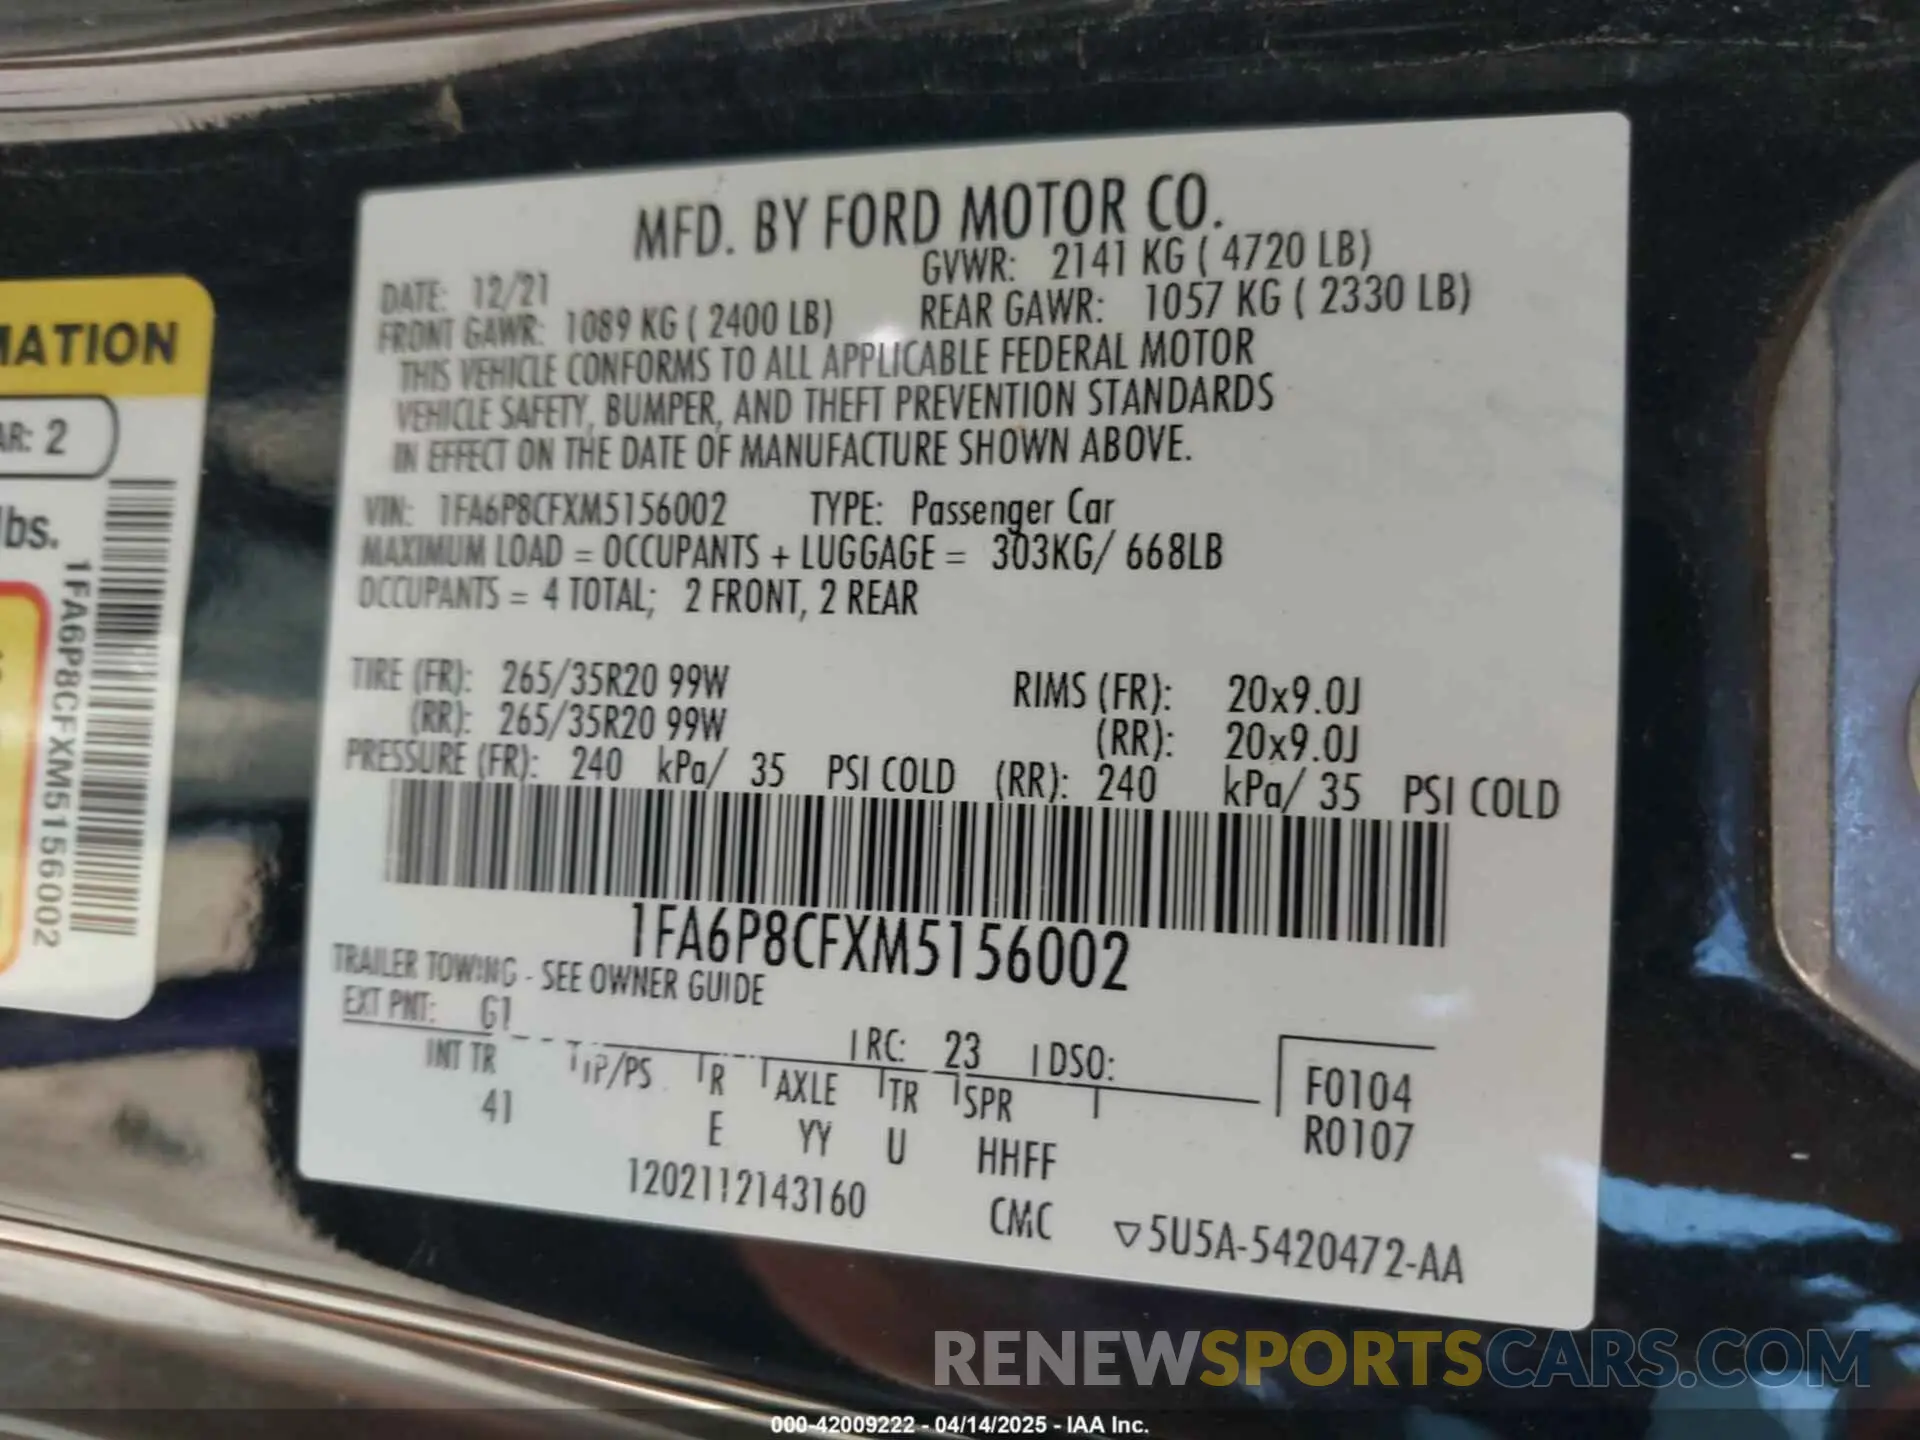 MFD. BY FORD MOTOR CO.
DATE: 12/21 GVWR: 2141 KG ( 4720 LB)
FRONT GAWR: 1089 KG ( 2400 LB) REAR GAWR: 1057 KG ( 2330 LB)
THIS VEHICLE CONFORMS TO ALL APPLICABLE FEDERAL MOTOR
VEHICLE SAFETY, BUMPER, AND THEFT PREVENTION STANDARDS
IN EFFECT ON THE DATE OF MANUFACTURE SHOWN ABOVE.
VIN: 1FA6P8CFXM5156002 TYPE: Passenger Car
MAXIMUM LOAD = OCCUPANTS + LUGGAGE = 303KG/ 668LB
OCCUPANTS = 4 TOTAL; 2 FRONT, 2 REAR
TIRE (FR): 265/35R20 99W RIMS (FR): 20x9.0J
(RR): 265/35R20 99W (RR): 20x9.0J
PRESSURE (FR): 240 kPa/ 35 PSI COLD (RR): 240 kPa/ 35 PSI COLD
1FA6P8CFXM5156002
TRAILER TOWING - SEE OWNER GUIDE
EXT PNT: G1 RC: 23 DSO:
INT TR TP/PS R AXLE TR SPR F0104
41 E YY U HHFF R0107
1202112143160 CMC ▽5U5A-5420472-AA
MATION
AR: 2
lbs.
1FA6P8CFXM5156002
RENEWSPORTSCARS.COM
000-42009222 - 04/14/2025 - IAA Inc.